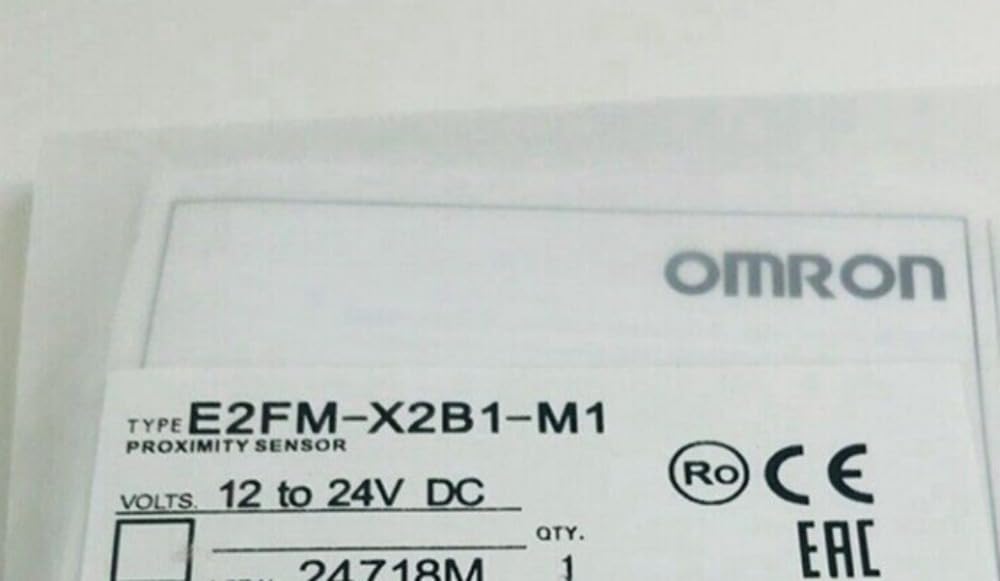 OMRON
TYPE E2FM-X2B1-M1
PROXIMITY SENSOR
Ro CE
VOLTS. 12 to 24V DC
QTY.
EAC
24718M 1